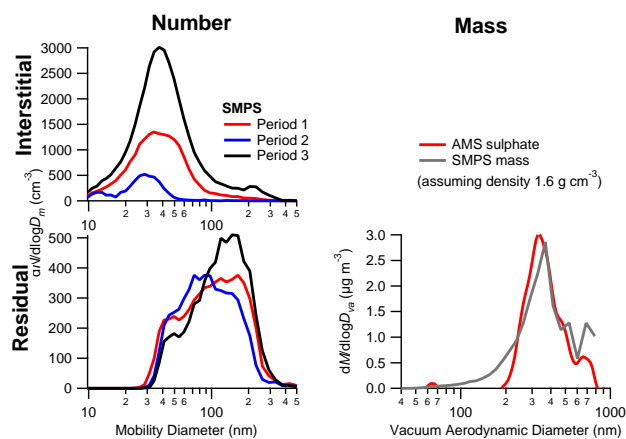 Number
Mass
Interstitial
3000
2500
2000
1500
1000
500
0
SMPS
Period 1
Period 2
Period 3
10 2 3 4 5 6 100 2 3 4 5
AMS sulphate
SMPS mass
(assuming density 1.6 g cm-3)
dN/dlogDm (cm-3)
Residual
500
400
300
200
100
0
10 2 3 4 5 6 100 2 3 4 5
Mobility Diameter (nm)
dM/dlogDva (µg m-3)
3.0
2.5
2.0
1.5
1.0
0.5
0.0
4 5 6 7 100 2 3 4 5 6 7 1000
Vacuum Aerodynamic Diameter (nm)